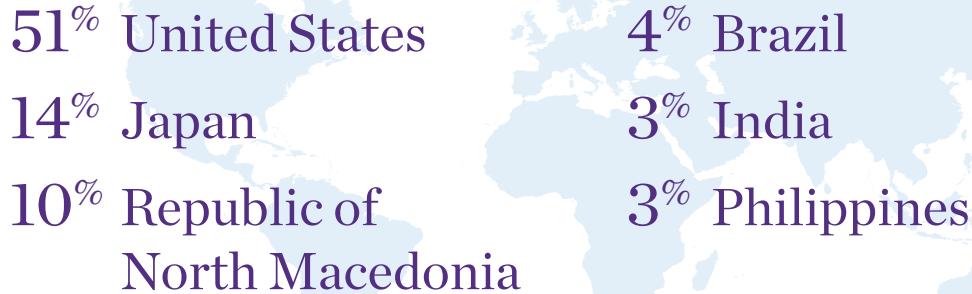 51% United States
14% Japan
10% Republic of
North Macedonia
4% Brazil
3% India
3% Philippines